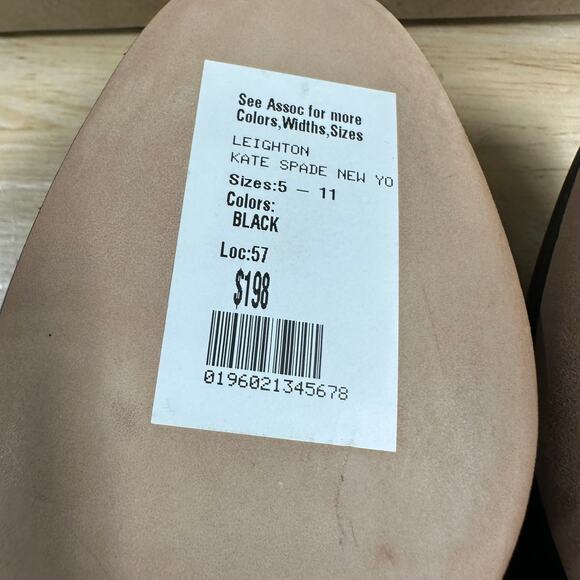 See Assoc for more
Colors,Widths,Sizes
LEIGHTON
KATE SPADE NEW YO
Sizes:5 — 11
Colors:
BLACK
Loc:57
$198
0196021345678